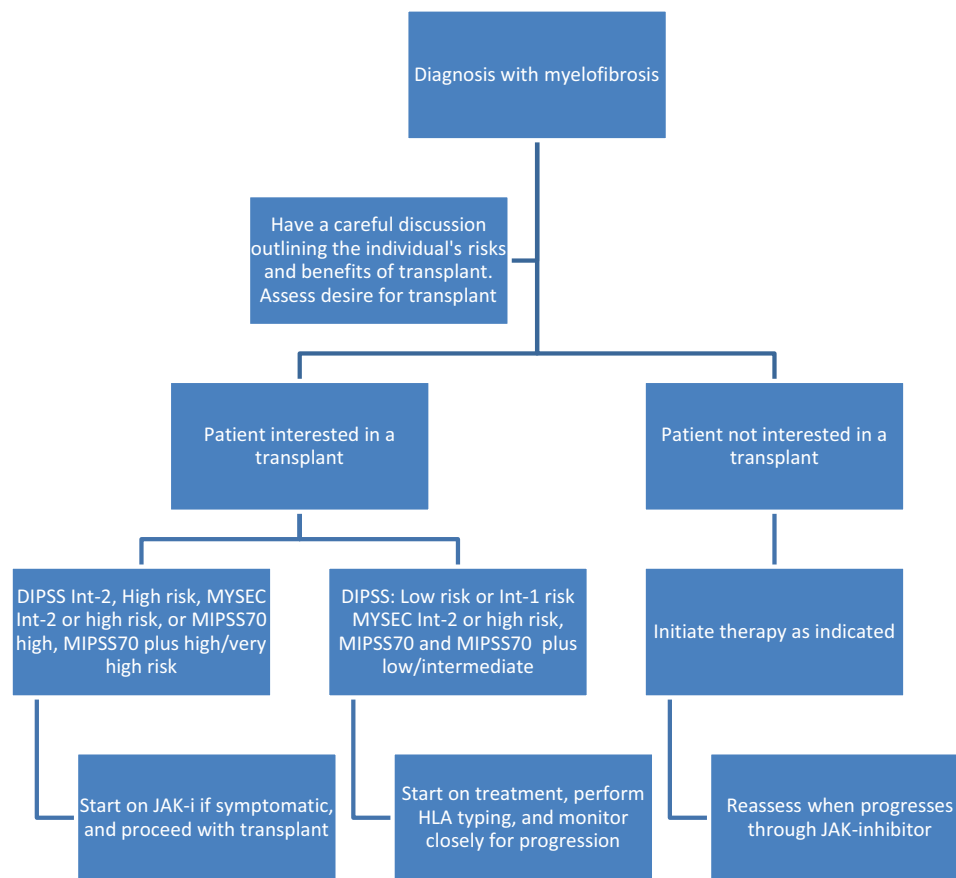 Diagnosis with myelofibrosis
Have a careful discussion
outlining the individual's risks
and benefits of transplant.
Assess desire for transplant
Patient interested in a
transplant
Patient not interested in a
transplant
DIPSS Int-2, High risk, MYSEC
Int-2 or high risk, or MIPSS70
high, MIPSS70 plus high/very
high risk
DIPSS: Low risk or Int-1 risk
MYSEC Int-2 or high risk,
MIPSS70 and MIPSS70 plus
low/intermediate
Initiate therapy as indicated
Start on JAK-i if symptomatic,
and proceed with transplant
Start on treatment, perform
HLA typing, and monitor
closely for progression
Reassess when progresses
through JAK-inhibitor